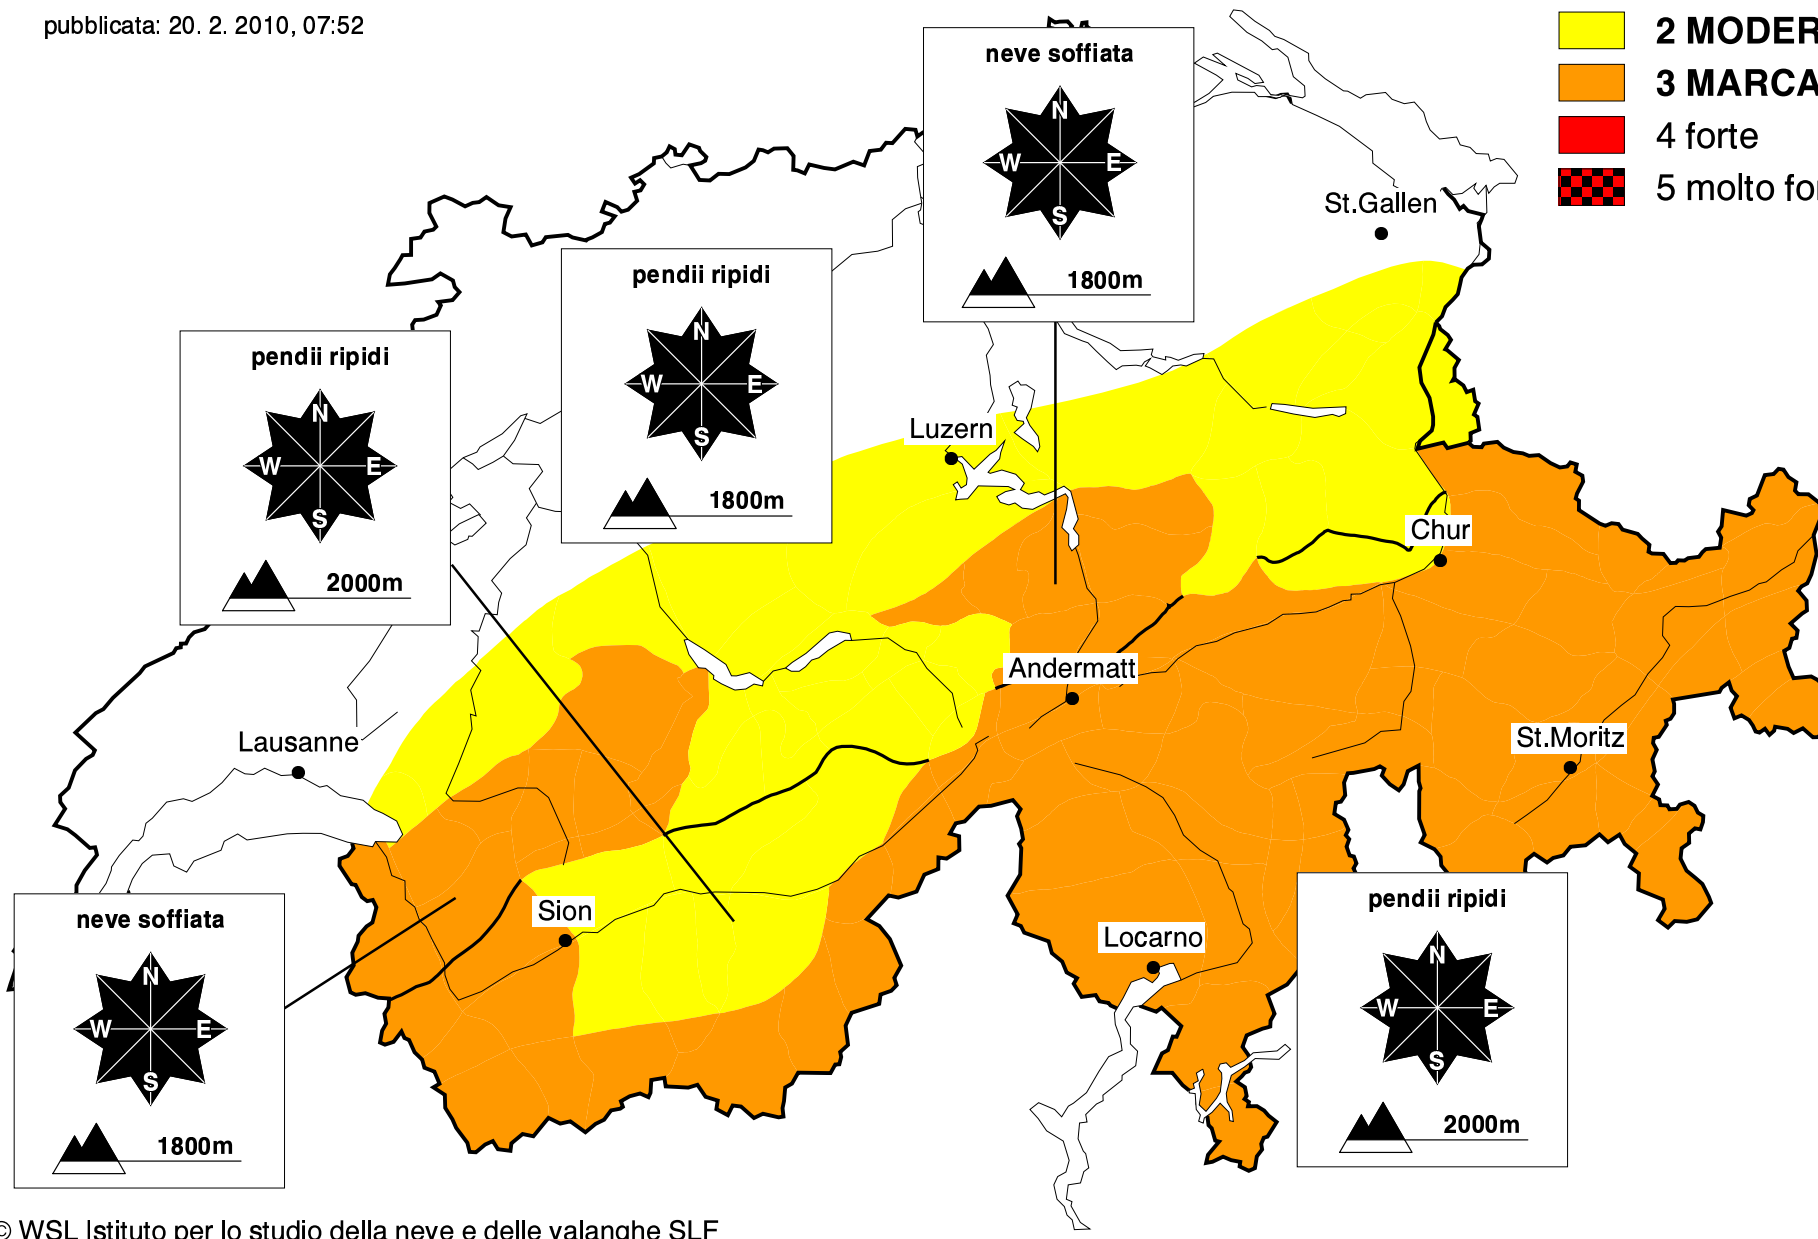 pubblicata: 20. 2. 2010, 07:52
2 MODER
3 MARCA
4 forte
5 molto for
neve soffiata
N
W E
S
1800m
St.Gallen
pendii ripidi
N
W E
S
1800m
pendii ripidi
N
W E
S
2000m
Luzern
Chur
Andermatt
Lausanne
St.Moritz
Sion
Locarno
neve soffiata
N
W E
S
1800m
pendii ripidi
N
W E
S
2000m
© WSL Istituto per lo studio della neve e delle valanghe SLF